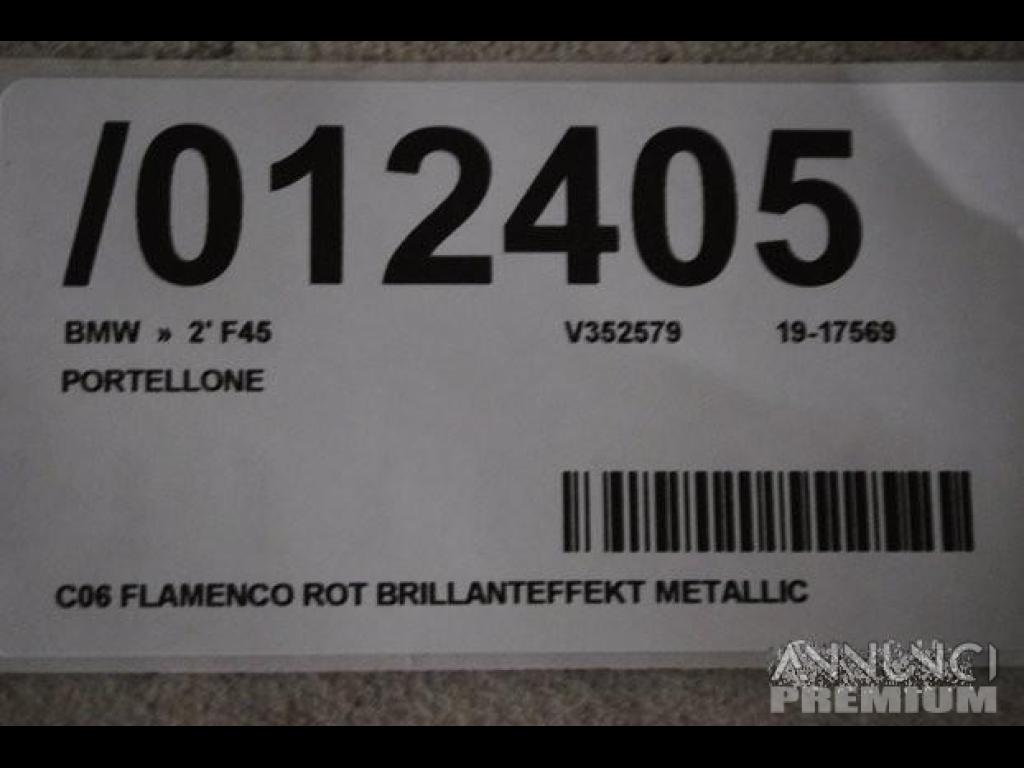 /012405
BMW » 2' F45 V352579 19-17569
PORTELLONE
C06 FLAMENCO ROT BRILLANTEFFEKT METALLIC
ANNUNCI
PREMIUM